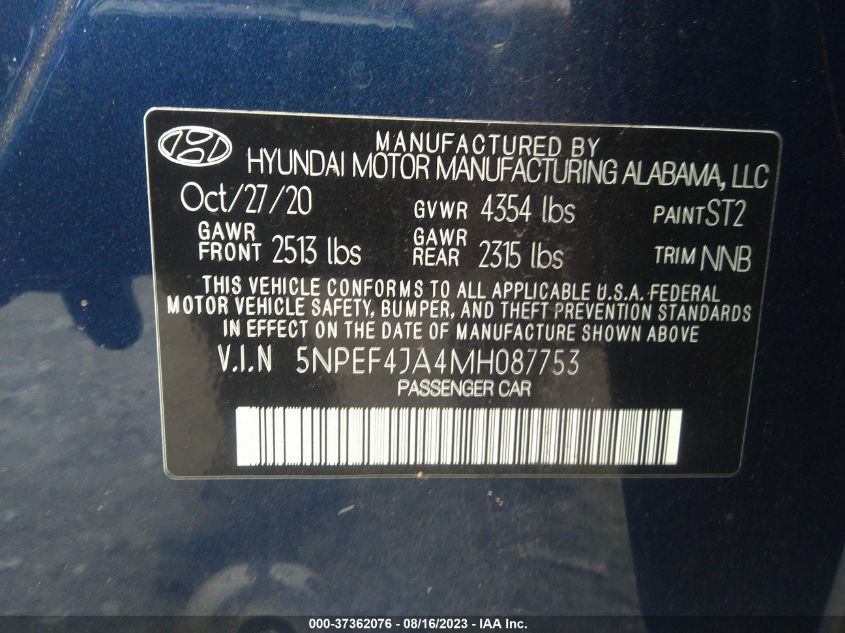 MANUFACTURED BY
HYUNDAI MOTOR MANUFACTURING ALABAMA, LLC
Oct/27/20 GVWR 4354 lbs PAINT ST2
GAWR FRONT 2513 lbs GAWR REAR 2315 lbs TRIM NNB
THIS VEHICLE CONFORMS TO ALL APPLICABLE U.S.A. FEDERAL
MOTOR VEHICLE SAFETY, BUMPER, AND THEFT PREVENTION STANDARDS
IN EFFECT ON THE DATE OF MANUFACTURE SHOWN ABOVE
V.I.N 5NPEF4JA4MH087753
PASSENGER CAR
000-37362076 - 08/16/2023 - IAA Inc.